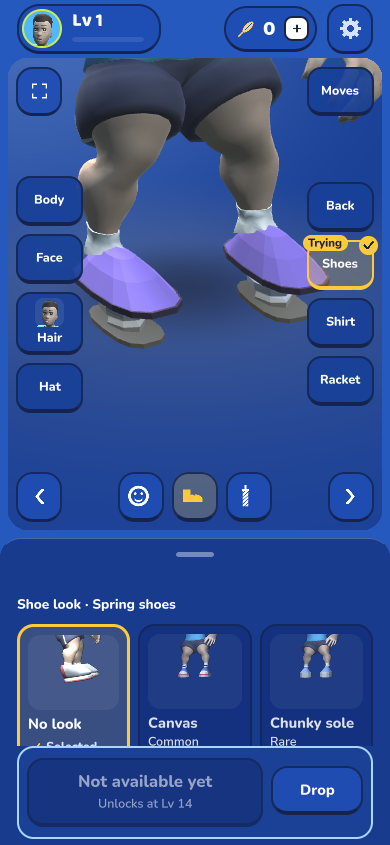 Lv 1
0
Moves
Body
Back
Trying
Face
Shoes
Hair
Shirt
Hat
Racket
Shoe look · Spring shoes
No look
Canvas
Chunky sole
✓ Selected
Common
Rare
Not available yet
Unlocks at Lv 14
Drop